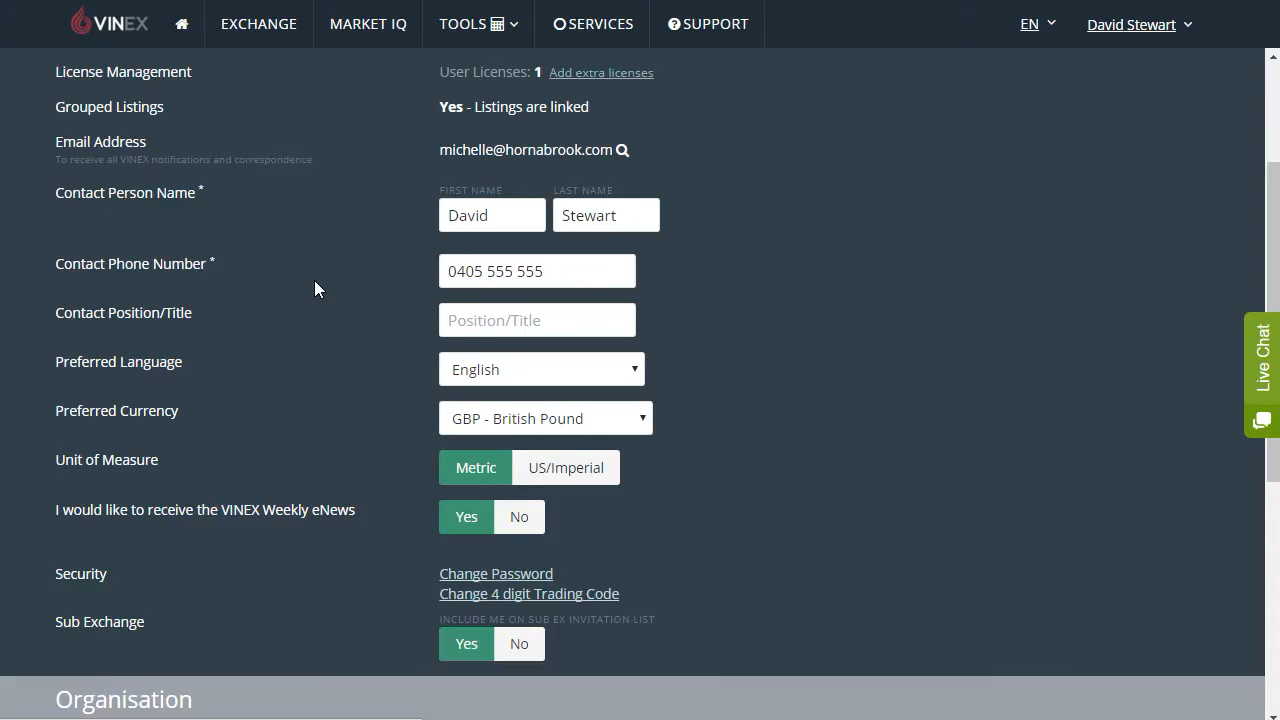 VINEX EXCHANGE MARKET IQ TOOLS SERVICES SUPPORT EN David Stewart
License Management User Licenses: 1 Add extra licenses
Grouped Listings Yes - Listings are linked
Email Address
To receive all VINEX notifications and correspondence
michelle@hornabrook.com
Contact Person Name *
FIRST NAME LAST NAME
David Stewart
Contact Phone Number * 0405 555 555
Contact Position/Title Position/Title
Preferred Language English
Preferred Currency GBP - British Pound
Unit of Measure Metric US/Imperial
I would like to receive the VINEX Weekly eNews Yes No
Security Change Password
Change 4 digit Trading Code
Sub Exchange INCLUDE ME ON SUB EX INVITATION LIST
Yes No
Organisation
Live Chat